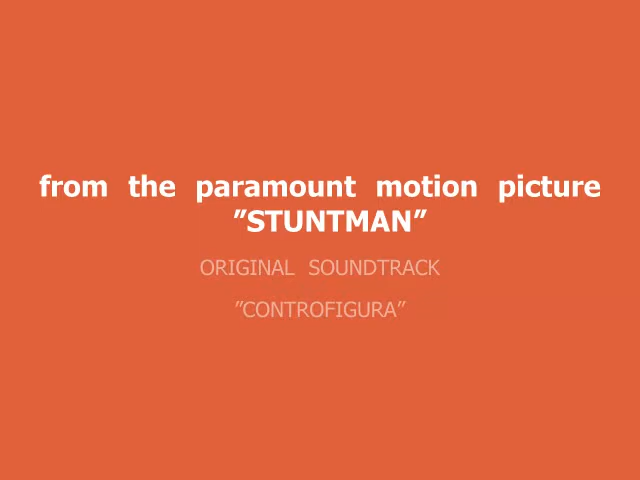 from the paramount motion picture
”STUNTMAN”
ORIGINAL SOUNDTRACK
”CONTROFIGURA”